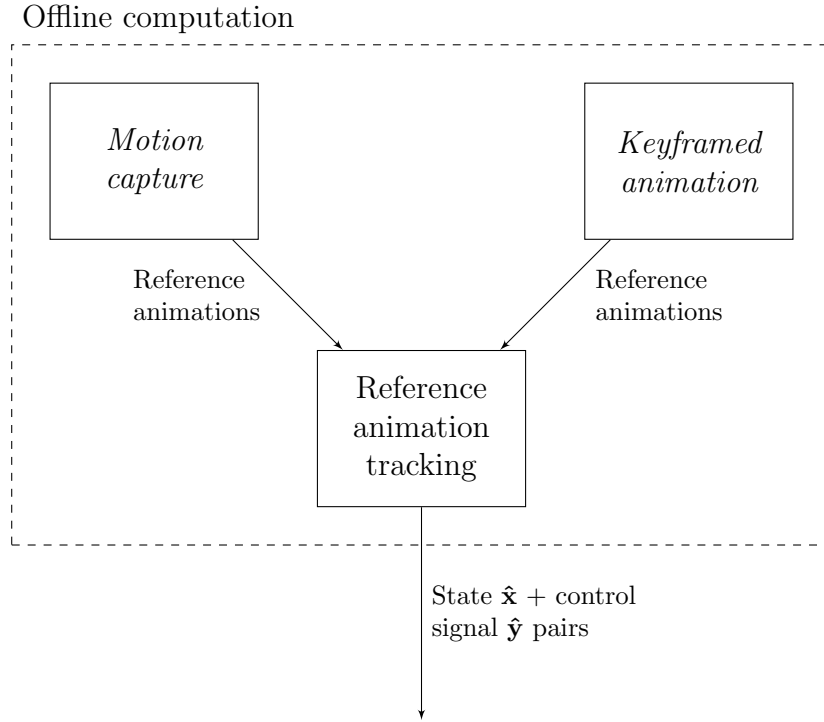 Offline computation
Motion
capture
Keyframed
animation
Reference
animations
Reference
animations
Reference
animation
tracking
State x̂ + control
signal ŷ pairs